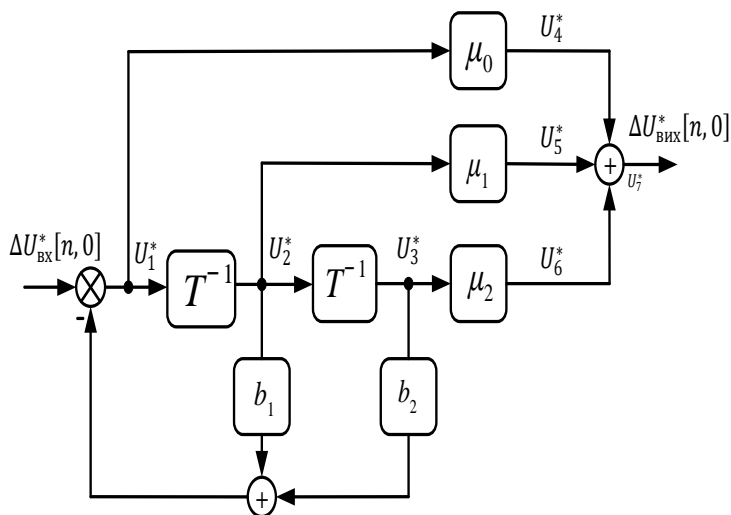 U₄*
μ₀
ΔU*вих[n, 0]
U₅*
μ₁
+
U₇*
ΔU*вх[n, 0]
U₁*
T⁻¹
U₂*
T⁻¹
U₃*
μ₂
U₆*
-
b₁
b₂
+